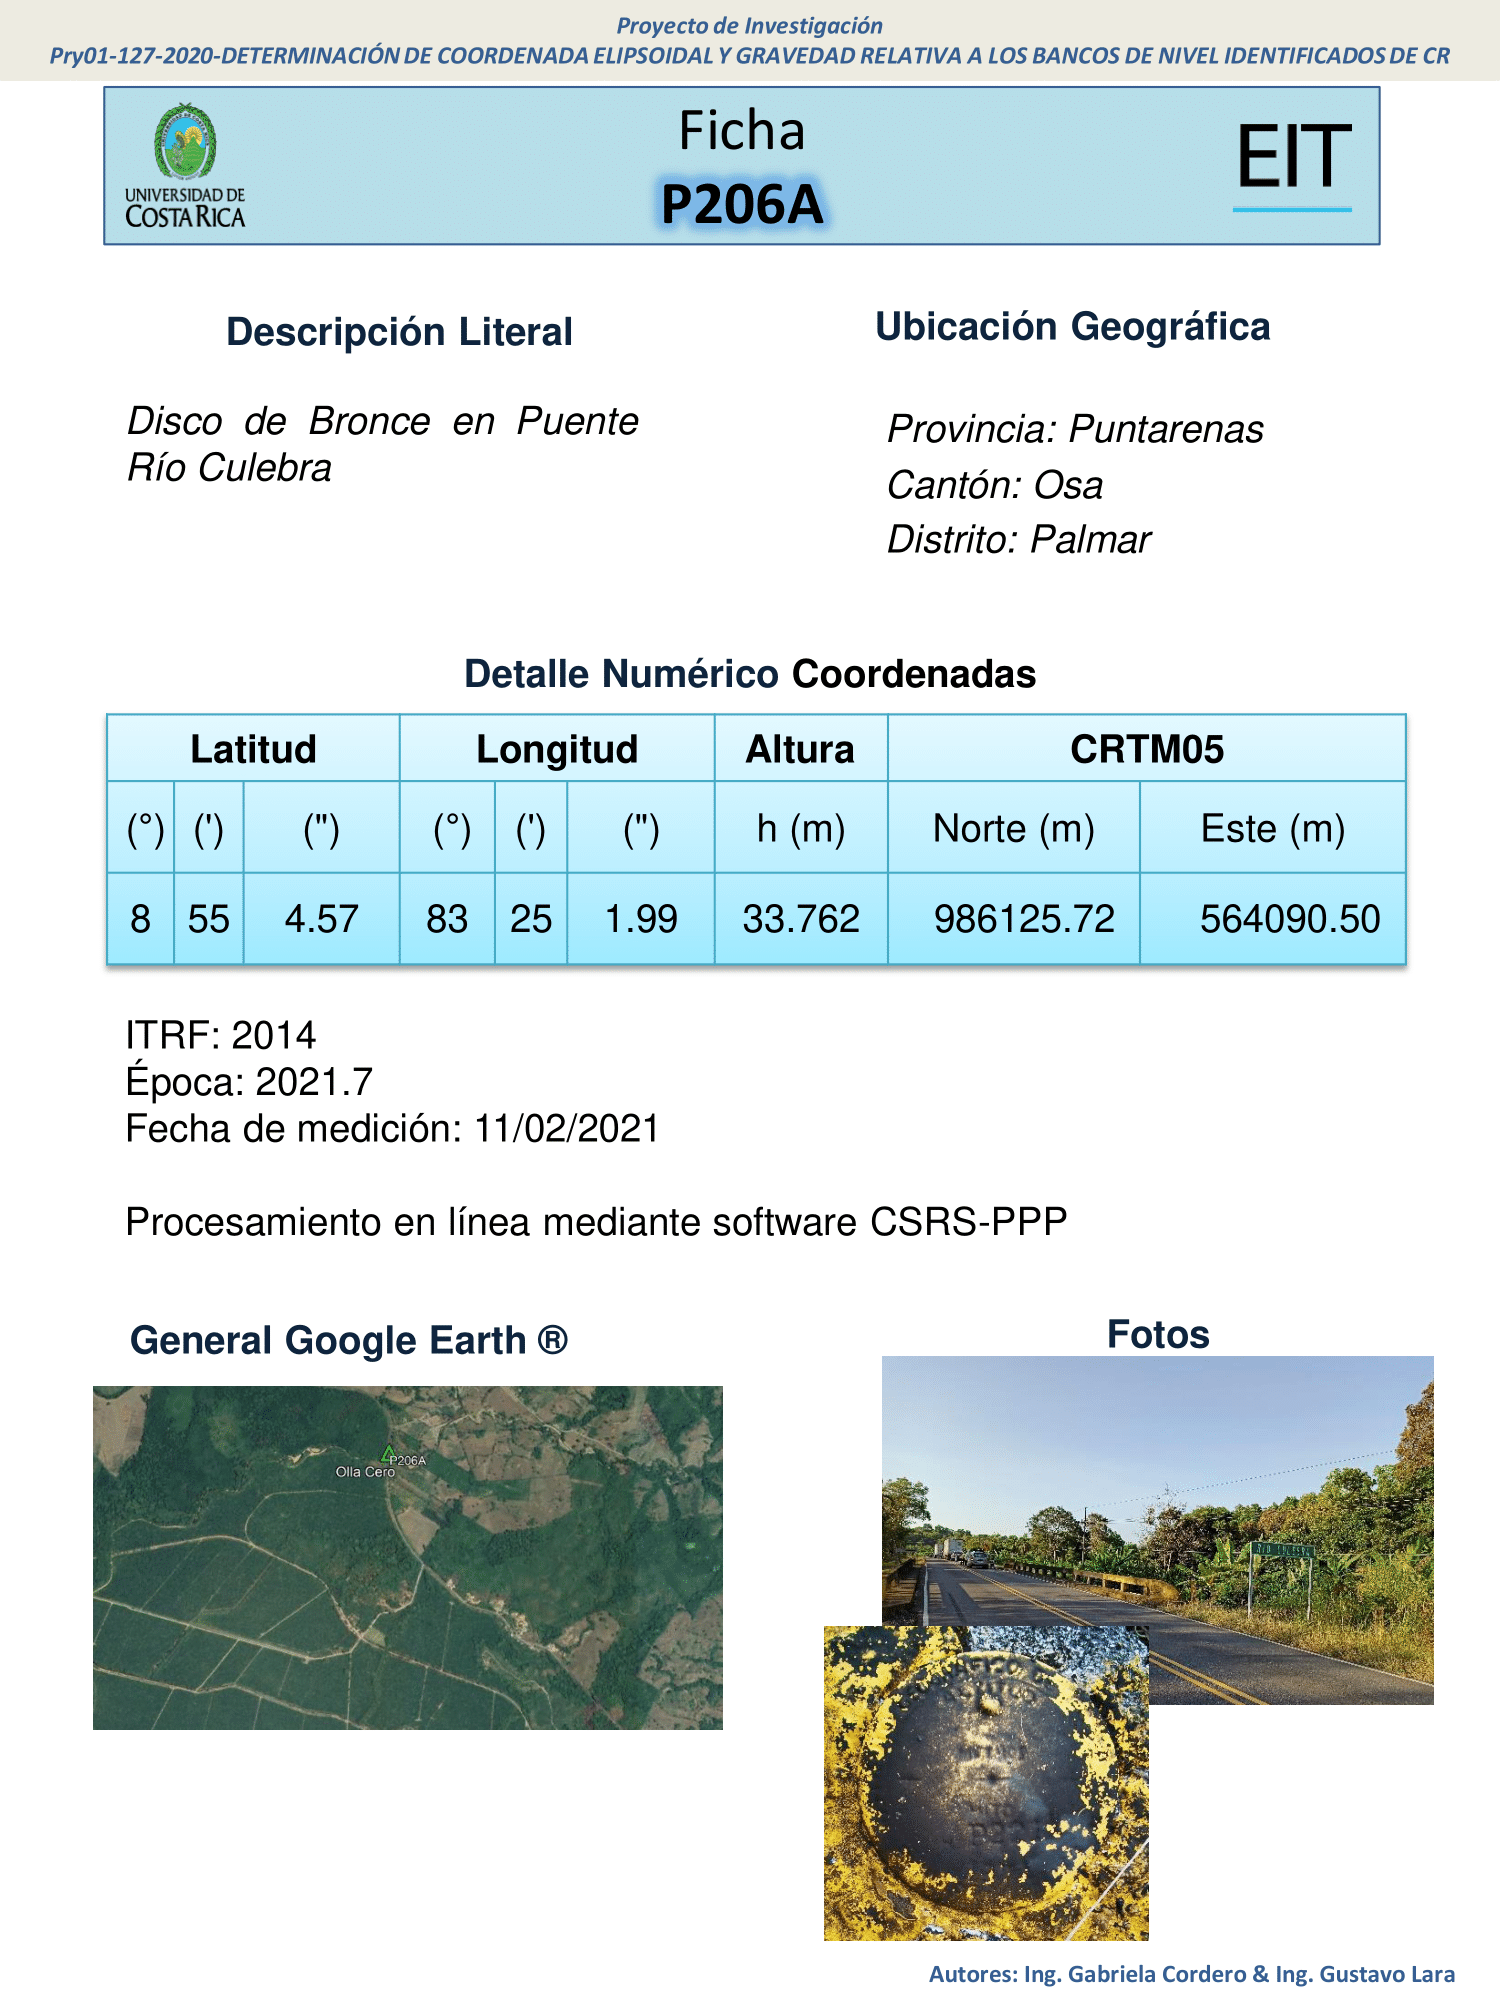 Proyecto de Investigación
Pry01-127-2020-DETERMINACIÓN DE COORDENADA ELIPSOIDAL Y GRAVEDAD RELATIVA A LOS BANCOS DE NIVEL IDENTIFICADOS DE CR
UNIVERSIDAD DE
COSTA RICA
Ficha
P206A
EIT
Descripción Literal
Disco de Bronce en Puente
Río Culebra
Ubicación Geográfica
Provincia: Puntarenas
Cantón: Osa
Distrito: Palmar
Detalle Numérico Coordenadas
Latitud Longitud Altura CRTM05
(°) (') (") (°) (') (") h (m) Norte (m) Este (m)
8 55 4.57 83 25 1.99 33.762 986125.72 564090.50
ITRF: 2014
Época: 2021.7
Fecha de medición: 11/02/2021
Procesamiento en línea mediante software CSRS-PPP
General Google Earth ®
P206A
Olla Cero
Fotos
RIO CULEBRA
Autores: Ing. Gabriela Cordero & Ing. Gustavo Lara